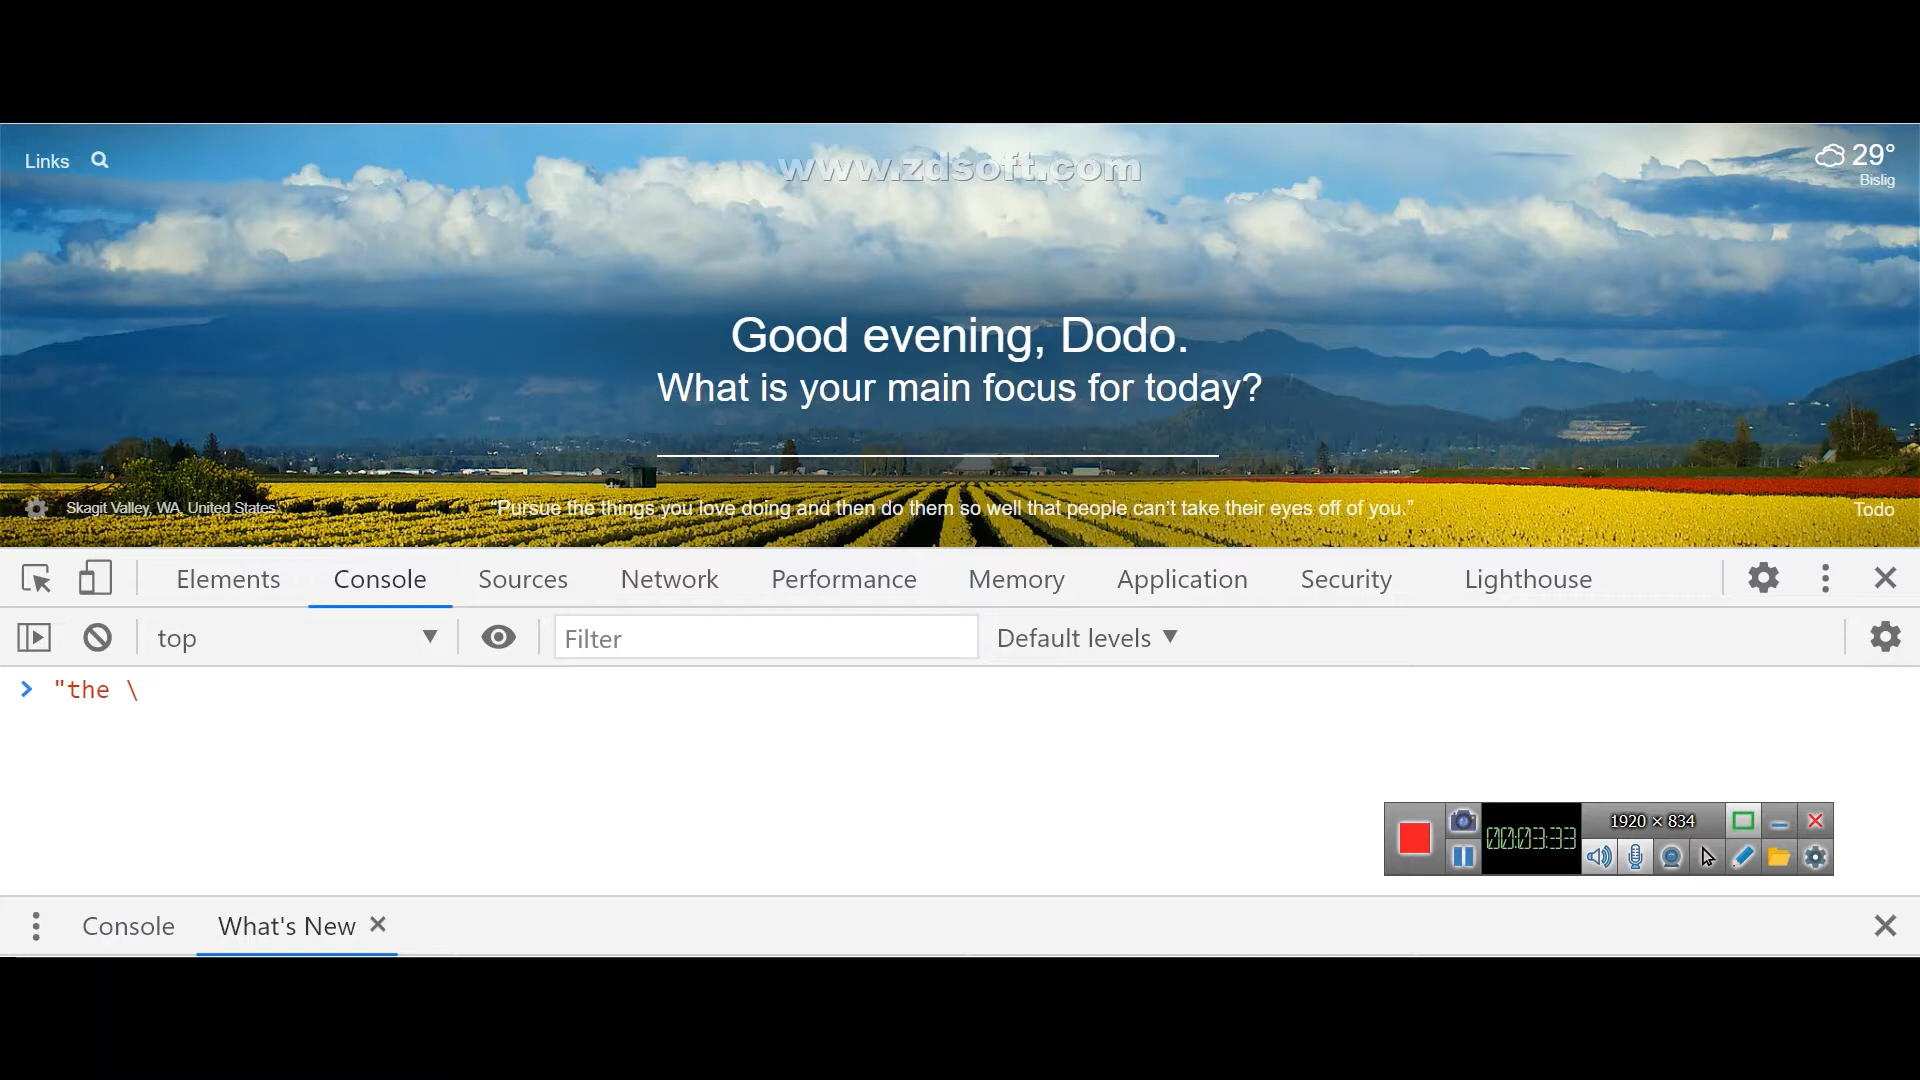 www.zdsoft.com
Links
29°
Bislig
Good evening, Dodo.
What is your main focus for today?
Skagit Valley, WA, United States
“Pursue the things you love doing and then do them so well that people can’t take their eyes off of you.”
Todo
Elements Console Sources Network Performance Memory Application Security Lighthouse
top Filter Default levels
"the \
1920 × 834
00:03:33
Console What's New